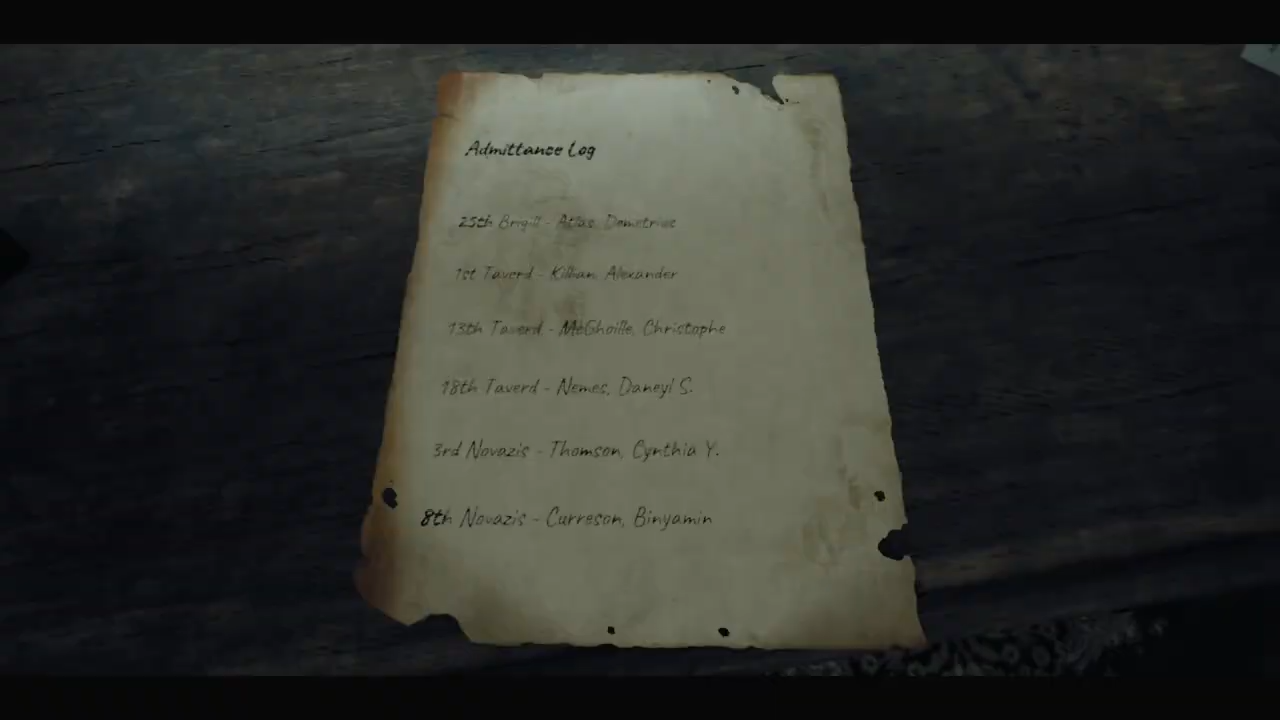 Admittance Log
25th Brigill - Atlas, Demetrius
1st Taverd - Killian, Alexander
13th Taverd - McGhoille, Christophe
18th Taverd - Nemes, Daneyl S.
3rd Novazis - Thomson, Cynthia Y.
8th Novazis - Curreson, Binyamin